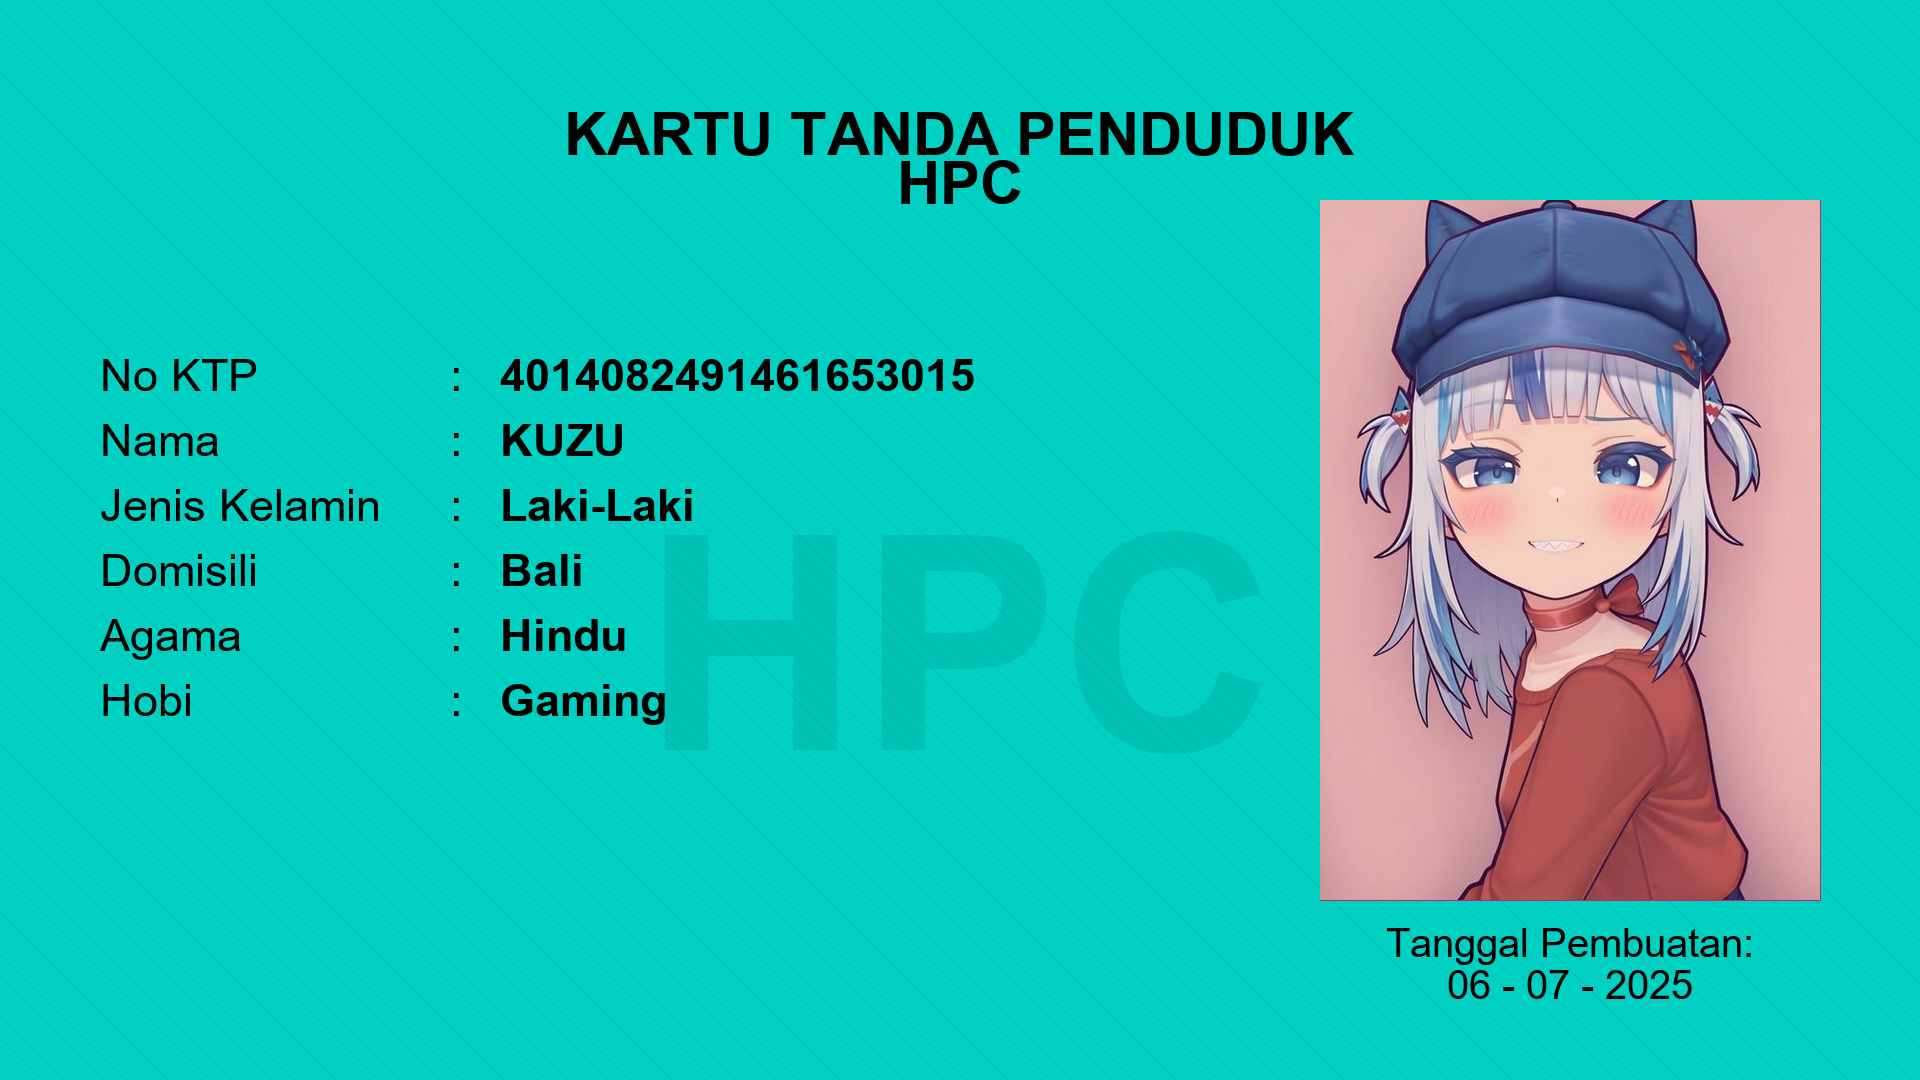 KARTU TANDA PENDUDUK
HPC
No KTP : 4014082491461653015
Nama : KUZU
Jenis Kelamin : Laki-Laki
Domisili : Bali
Agama : Hindu
Hobi : Gaming
HPC
Tanggal Pembuatan:
06 - 07 - 2025